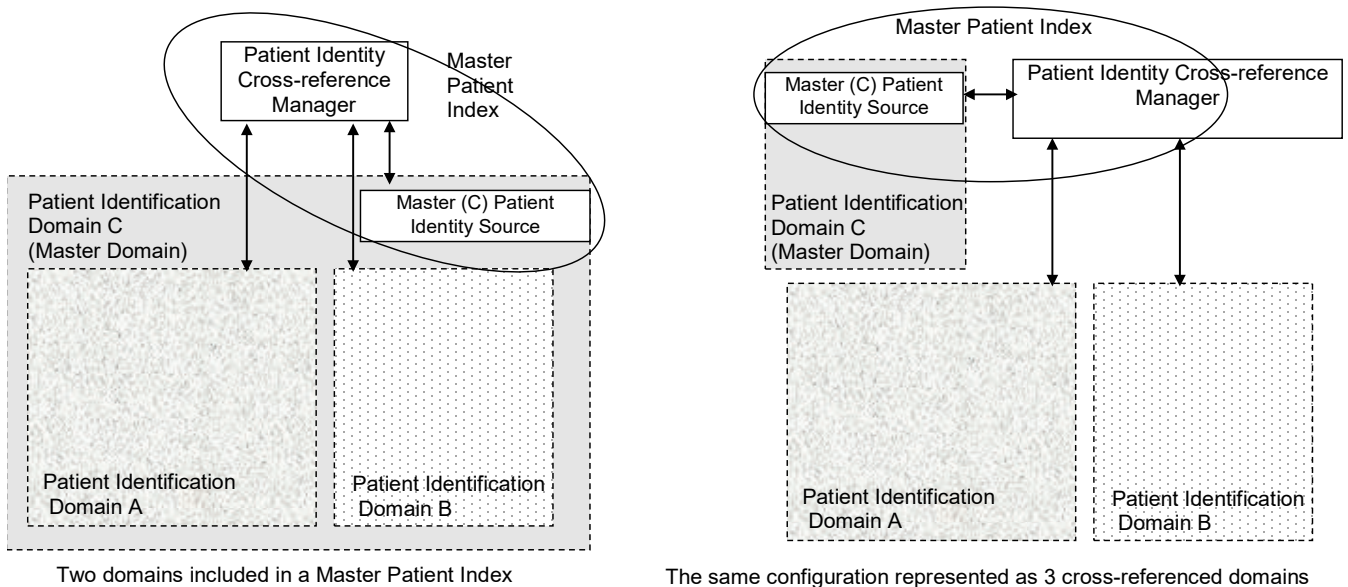 Patient Identity
Cross-reference
Manager
Master
Patient
Index
Patient Identification
Domain C
(Master Domain)
Master (C) Patient
Identity Source
Patient Identification
Domain A
Patient Identification
Domain B
Two domains included in a Master Patient Index
Master Patient Index
Master (C) Patient
Identity Source
Patient Identity Cross-reference
Manager
Patient Identification
Domain C
(Master Domain)
Patient Identification
Domain A
Patient Identification
Domain B
The same configuration represented as 3 cross-referenced domains